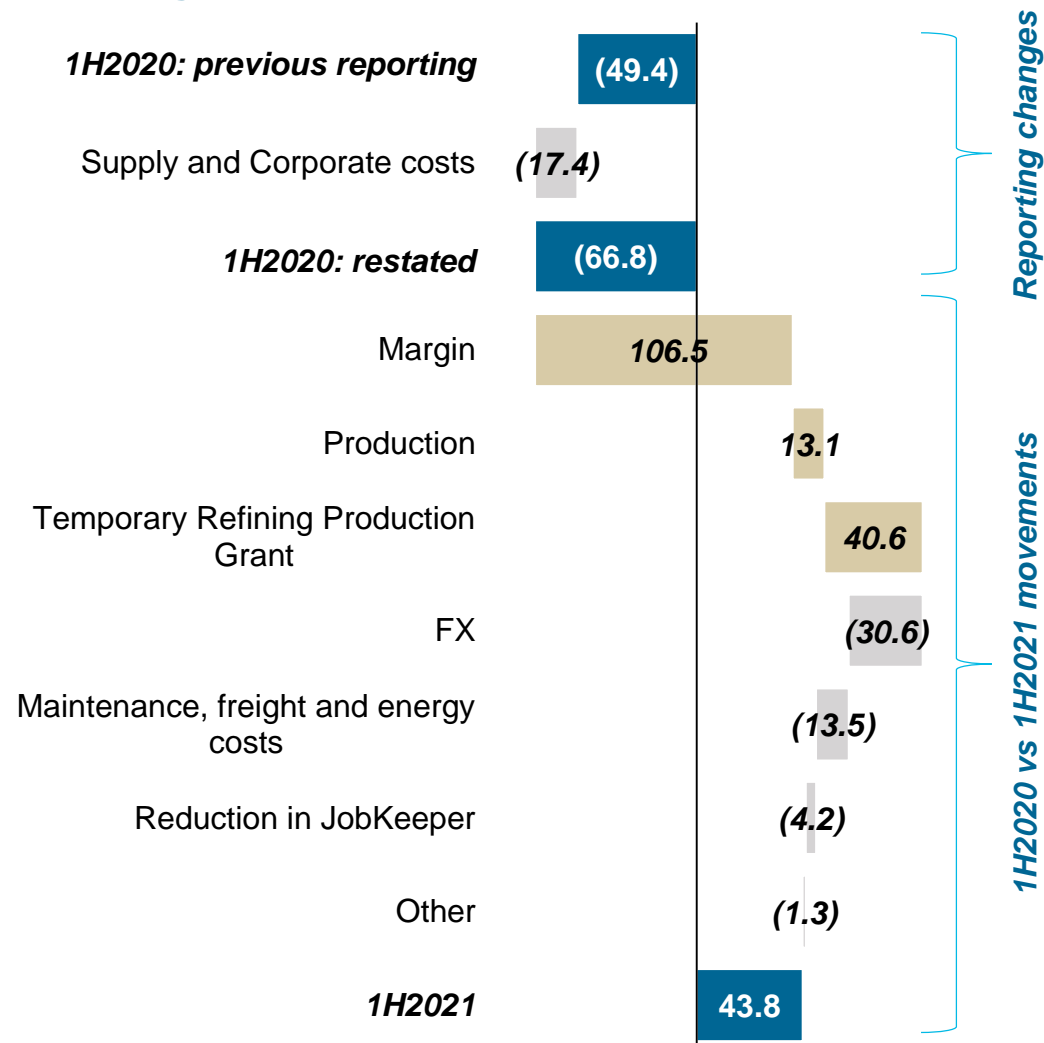 1H2020: previous reporting
(49.4)
Supply and Corporate costs
(17.4)
1H2020: restated
(66.8)
Reporting changes
Margin
106.5
Production
13.1
Temporary Refining Production
Grant
40.6
FX
(30.6)
Maintenance, freight and energy
costs
(13.5)
Reduction in JobKeeper
(4.2)
Other
(1.3)
1H2021
43.8
1H2020 vs 1H2021 movements